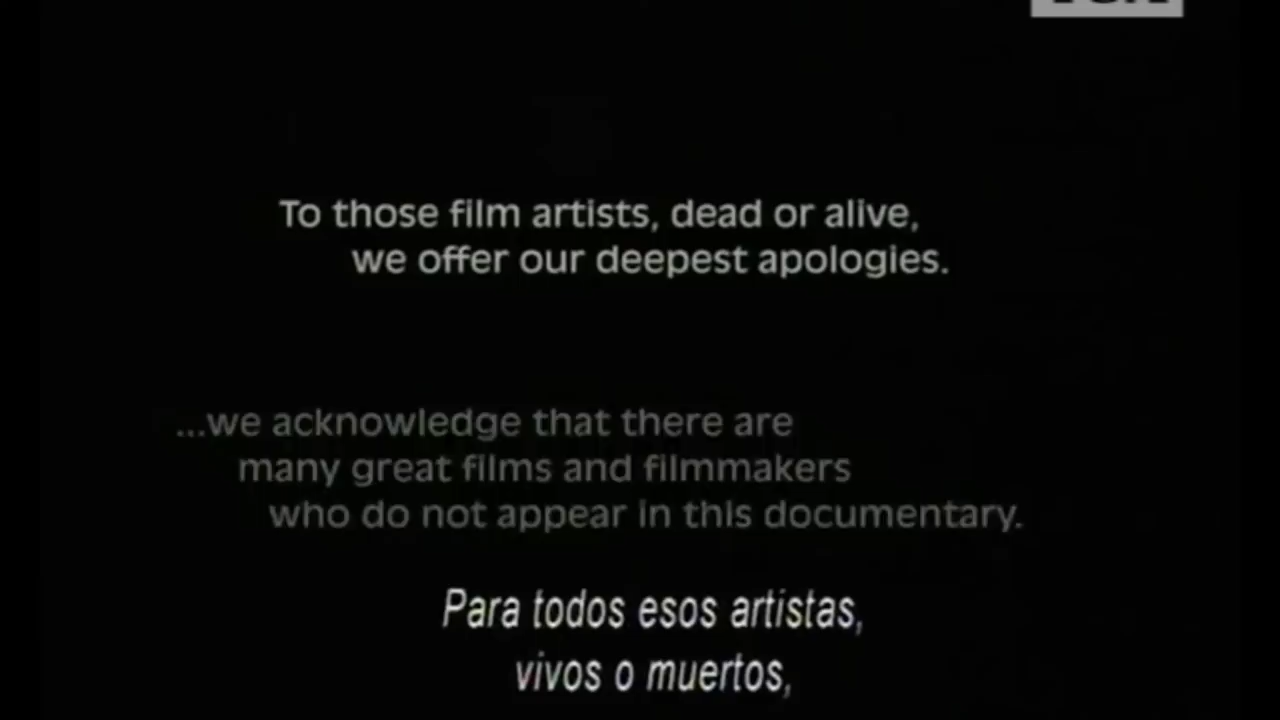 To those film artists, dead or alive,
we offer our deepest apologies.
...we acknowledge that there are
many great films and filmmakers
who do not appear in this documentary.
Para todos esos artistas,
vivos o muertos,